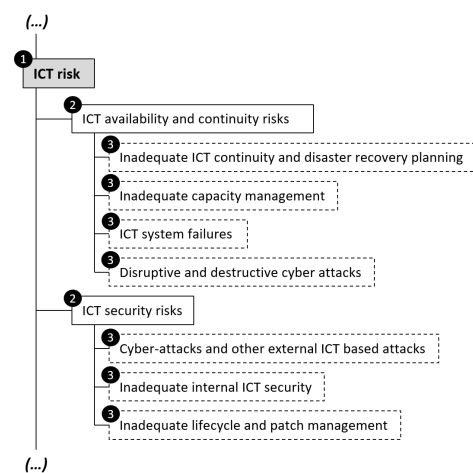 (...)
1
ICT risk
2
ICT availability and continuity risks
3
Inadequate ICT continuity and disaster recovery planning
3
Inadequate capacity management
3
ICT system failures
3
Disruptive and destructive cyber attacks
2
ICT security risks
3
Cyber-attacks and other external ICT based attacks
3
Inadequate internal ICT security
3
Inadequate lifecycle and patch management
(...)